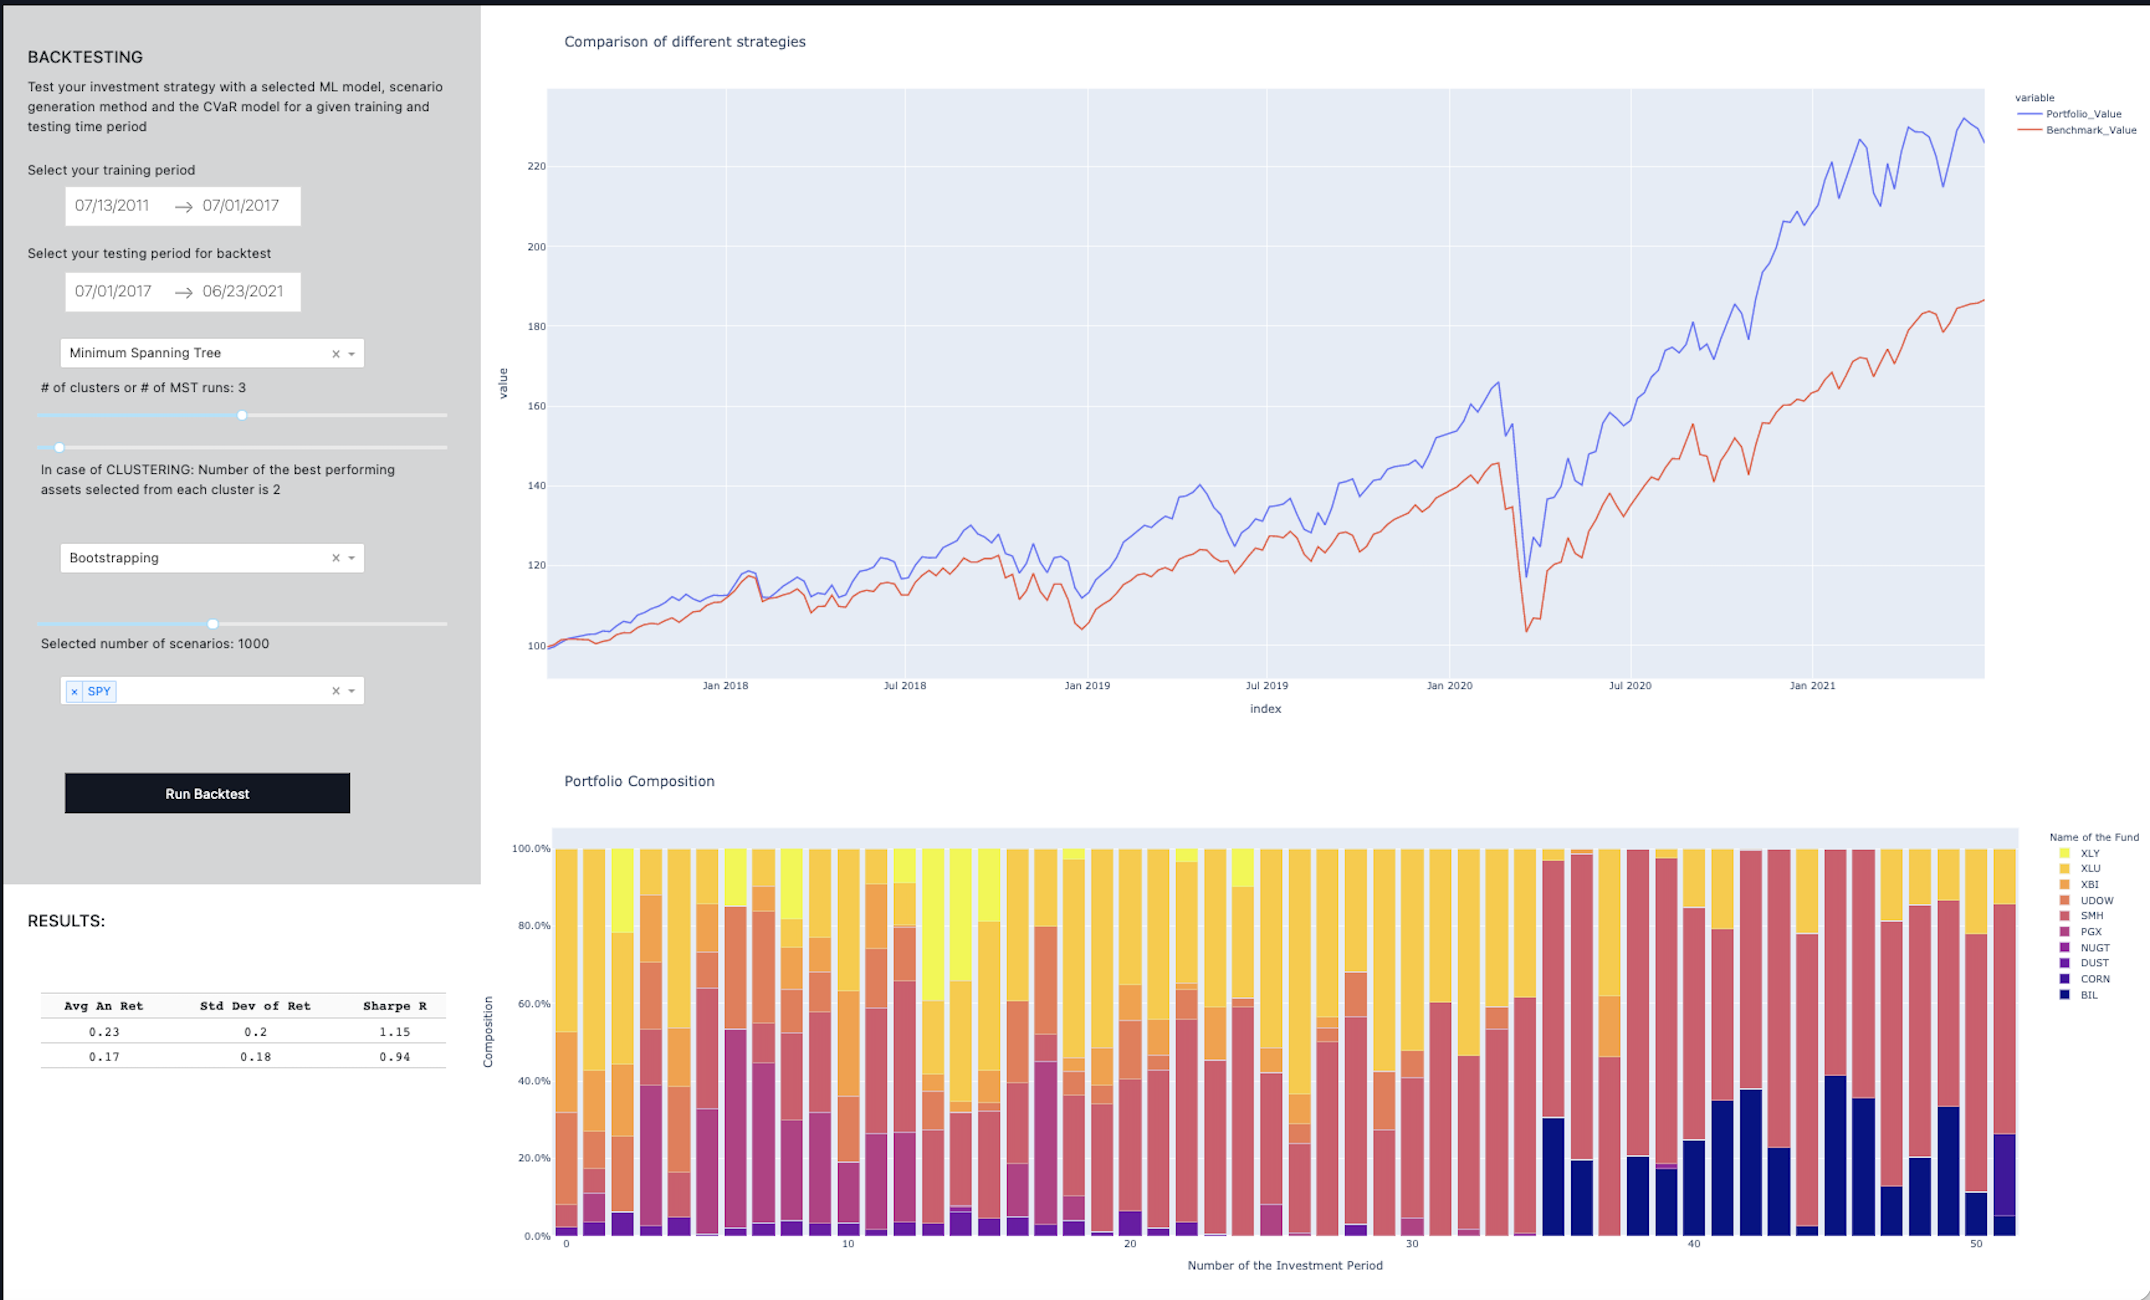 BACKTESTING
Test your investment strategy with a selected ML model, scenario
generation method and the CVaR model for a given training and
testing time period
Select your training period
07/13/2011 → 07/01/2017
Select your testing period for backtest
07/01/2017 → 06/23/2021
Minimum Spanning Tree
# of clusters or # of MST runs: 3
In case of CLUSTERING: Number of the best performing
assets selected from each cluster is 2
Bootstrapping
Selected number of scenarios: 1000
× SPY
Run Backtest
RESULTS:
Avg An Ret Std Dev of Ret Sharpe R
0.23 0.2 1.15
0.17 0.18 0.94
Comparison of different strategies
value
220
200
180
160
140
120
100
Jan 2018 Jul 2018 Jan 2019 Jul 2019 Jan 2020 Jul 2020 Jan 2021
index
variable
Portfolio_Value
Benchmark_Value
Portfolio Composition
Composition
100.0%
80.0%
60.0%
40.0%
20.0%
0.0%
0 10 20 30 40 50
Number of the Investment Period
Name of the Fund
XLY
XLU
XBI
UDOW
SMH
PGX
NUGT
DUST
CORN
BIL